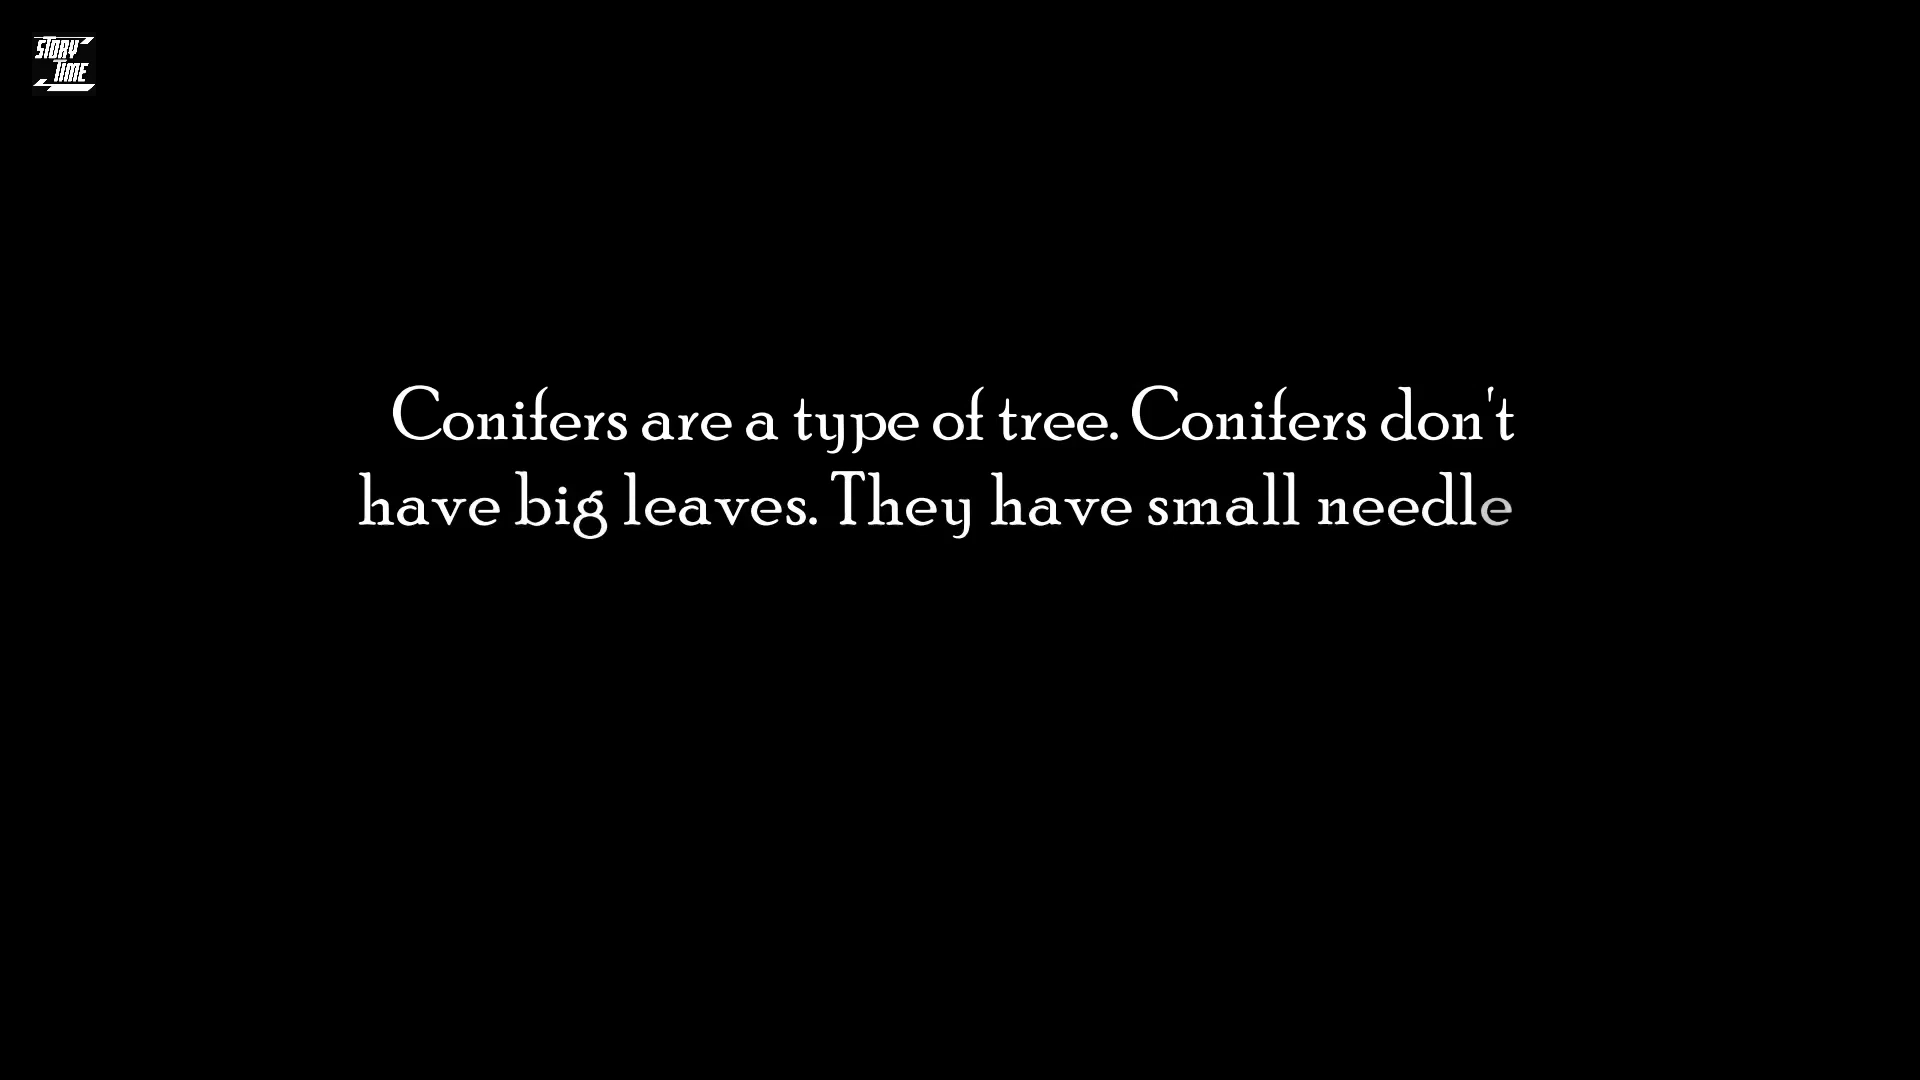 STORY
TIME
Conifers are a type of tree. Conifers don't
have big leaves. They have small needle